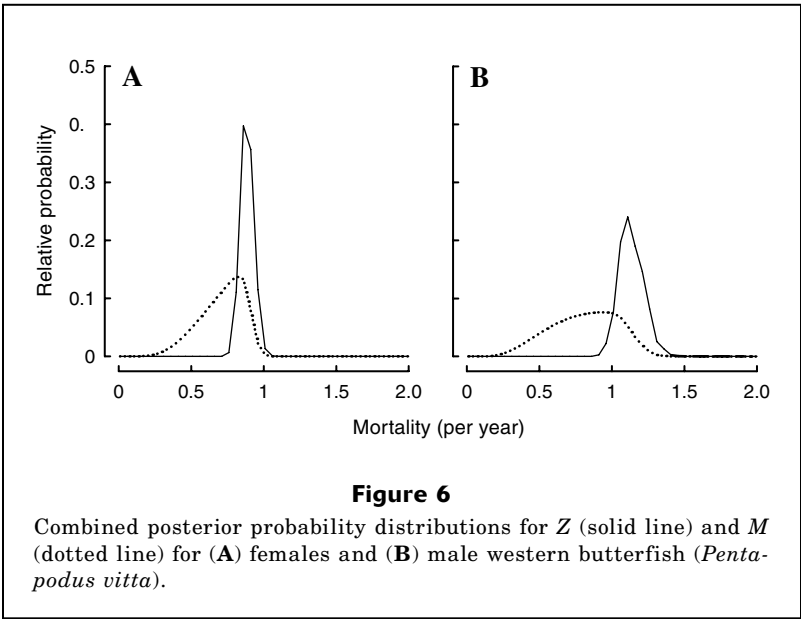 A
B
0.5
0.
0.3
0.2
0.1
0
Relative probability
0 0.5 1 1.5 2.0
0 0.5 1 1.5 2.0
Mortality (per year)
Figure 6
Combined posterior probability distributions for Z (solid line) and M
(dotted line) for (A) females and (B) male western butterfish (Penta-
podus vitta).